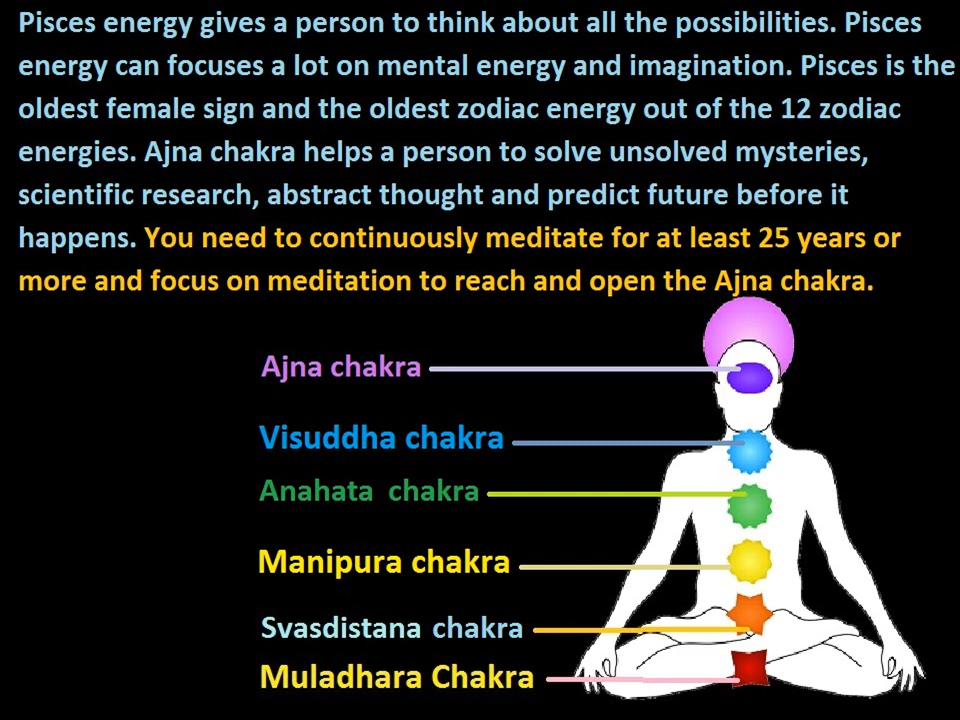 Pisces energy gives a person to think about all the possibilities. Pisces
energy can focuses a lot on mental energy and imagination. Pisces is the
oldest female sign and the oldest zodiac energy out of the 12 zodiac
energies. Ajna chakra helps a person to solve unsolved mysteries,
scientific research, abstract thought and predict future before it
happens. You need to continuously meditate for at least 25 years or
more and focus on meditation to reach and open the Ajna chakra.
Ajna chakra
Visuddha chakra
Anahata chakra
Manipura chakra
Svasdistana chakra
Muladhara Chakra